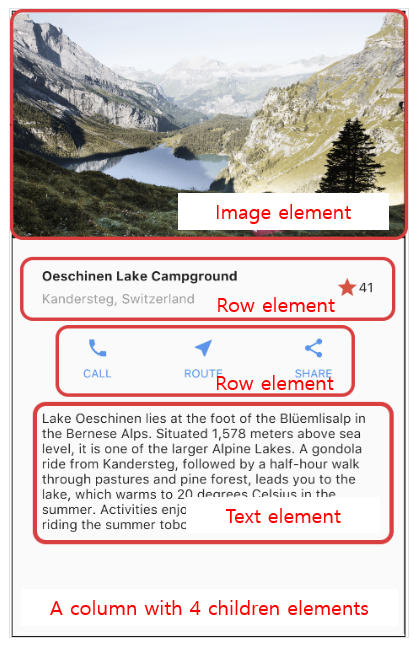 Image element
Oeschinen Lake Campground
Kandersteg, Switzerland
41
Row element
CALL
ROUTE
SHARE
Row element
Lake Oeschinen lies at the foot of the Blüemlisalp in
the Bernese Alps. Situated 1,578 meters above sea
level, it is one of the larger Alpine Lakes. A gondola
ride from Kandersteg, followed by a half-hour walk
through pastures and pine forest, leads you to the
lake, which warms to 20 degrees Celsius in the
summer. Activities
riding the summer
Text element
A column with 4 children elements